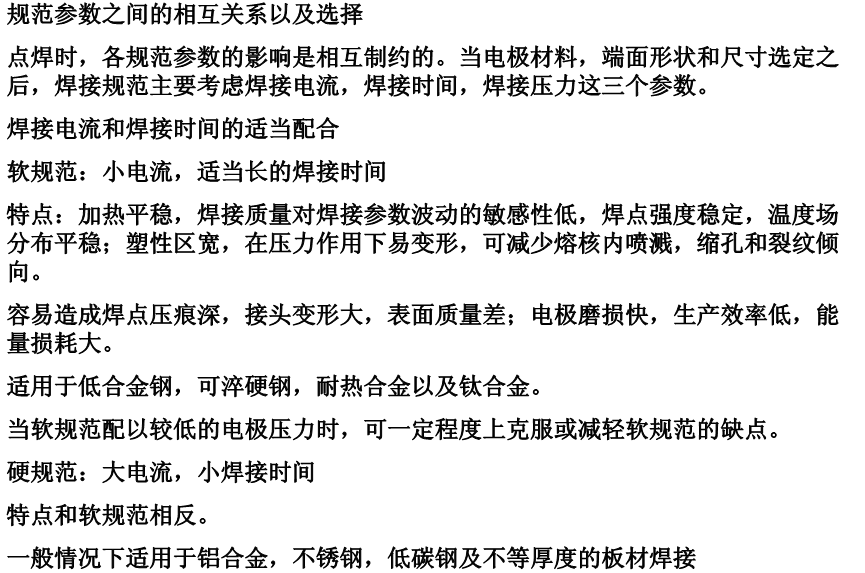 规范参数之间的相互关系以及选择
点焊时，各规范参数的影响是相互制约的。当电极材料，端面形状和尺寸选定之
后，焊接规范主要考虑焊接电流，焊接时间，焊接压力这三个参数。
焊接电流和焊接时间的适当配合
软规范：小电流，适当长的焊接时间
特点：加热平稳，焊接质量对焊接参数波动的敏感性低，焊点强度稳定，温度场
分布平稳；塑性区宽，在压力作用下易变形，可减少熔核内喷溅，缩孔和裂纹倾
向。
容易造成焊点压痕深，接头变形大，表面质量差；电极磨损快，生产效率低，能
量损耗大。
适用于低合金钢，可淬硬钢，耐热合金以及钛合金。
当软规范配以较低的电极压力时，可一定程度上克服或减轻软规范的缺点。
硬规范：大电流，小焊接时间
特点和软规范相反。
一般情况下适用于铝合金，不锈钢，低碳钢及不等厚度的板材焊接